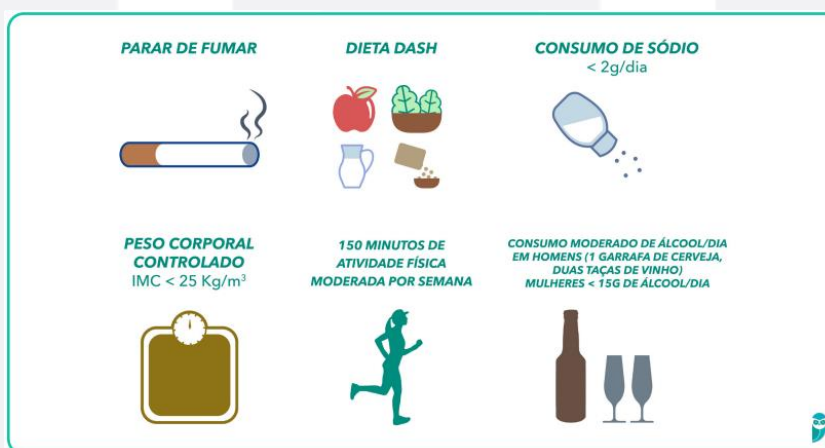 PARAR DE FUMAR
DIETA DASH
CONSUMO DE SÓDIO
< 2g/dia
PESO CORPORAL
CONTROLADO
IMC < 25 Kg/m³
150 MINUTOS DE
ATIVIDADE FÍSICA
MODERADA POR SEMANA
CONSUMO MODERADO DE ÁLCOOL/DIA
EM HOMENS (1 GARRAFA DE CERVEJA,
DUAS TAÇAS DE VINHO)
MULHERES < 15G DE ÁLCOOL/DIA